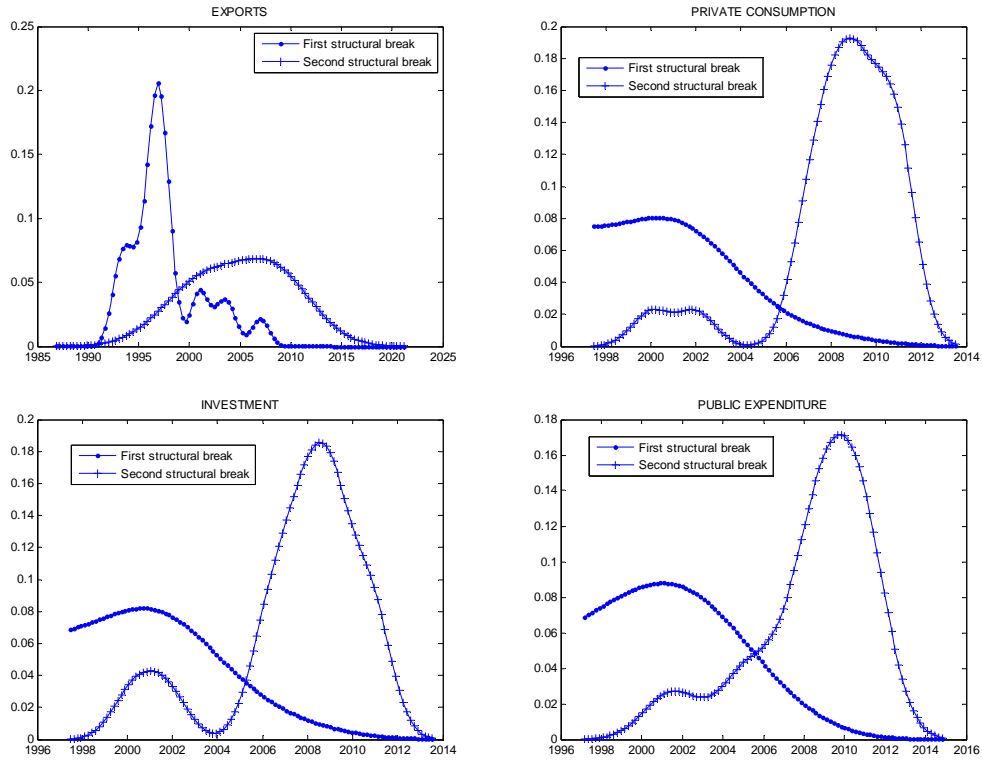 EXPORTS
0.25
0.2
0.15
0.1
0.05
0
1985 1990 1995 2000 2005 2010 2015 2020 2025
First structural break
Second structural break
PRIVATE CONSUMPTION
0.2
0.18
0.16
0.14
0.12
0.1
0.08
0.06
0.04
0.02
0
1996 1998 2000 2002 2004 2006 2008 2010 2012 2014
First structural break
Second structural break
INVESTMENT
0.2
0.18
0.16
0.14
0.12
0.1
0.08
0.06
0.04
0.02
0
1996 1998 2000 2002 2004 2006 2008 2010 2012 2014
First structural break
Second structural break
PUBLIC EXPENDITURE
0.18
0.16
0.14
0.12
0.1
0.08
0.06
0.04
0.02
0
1996 1998 2000 2002 2004 2006 2008 2010 2012 2014 2016
First structural break
Second structural break